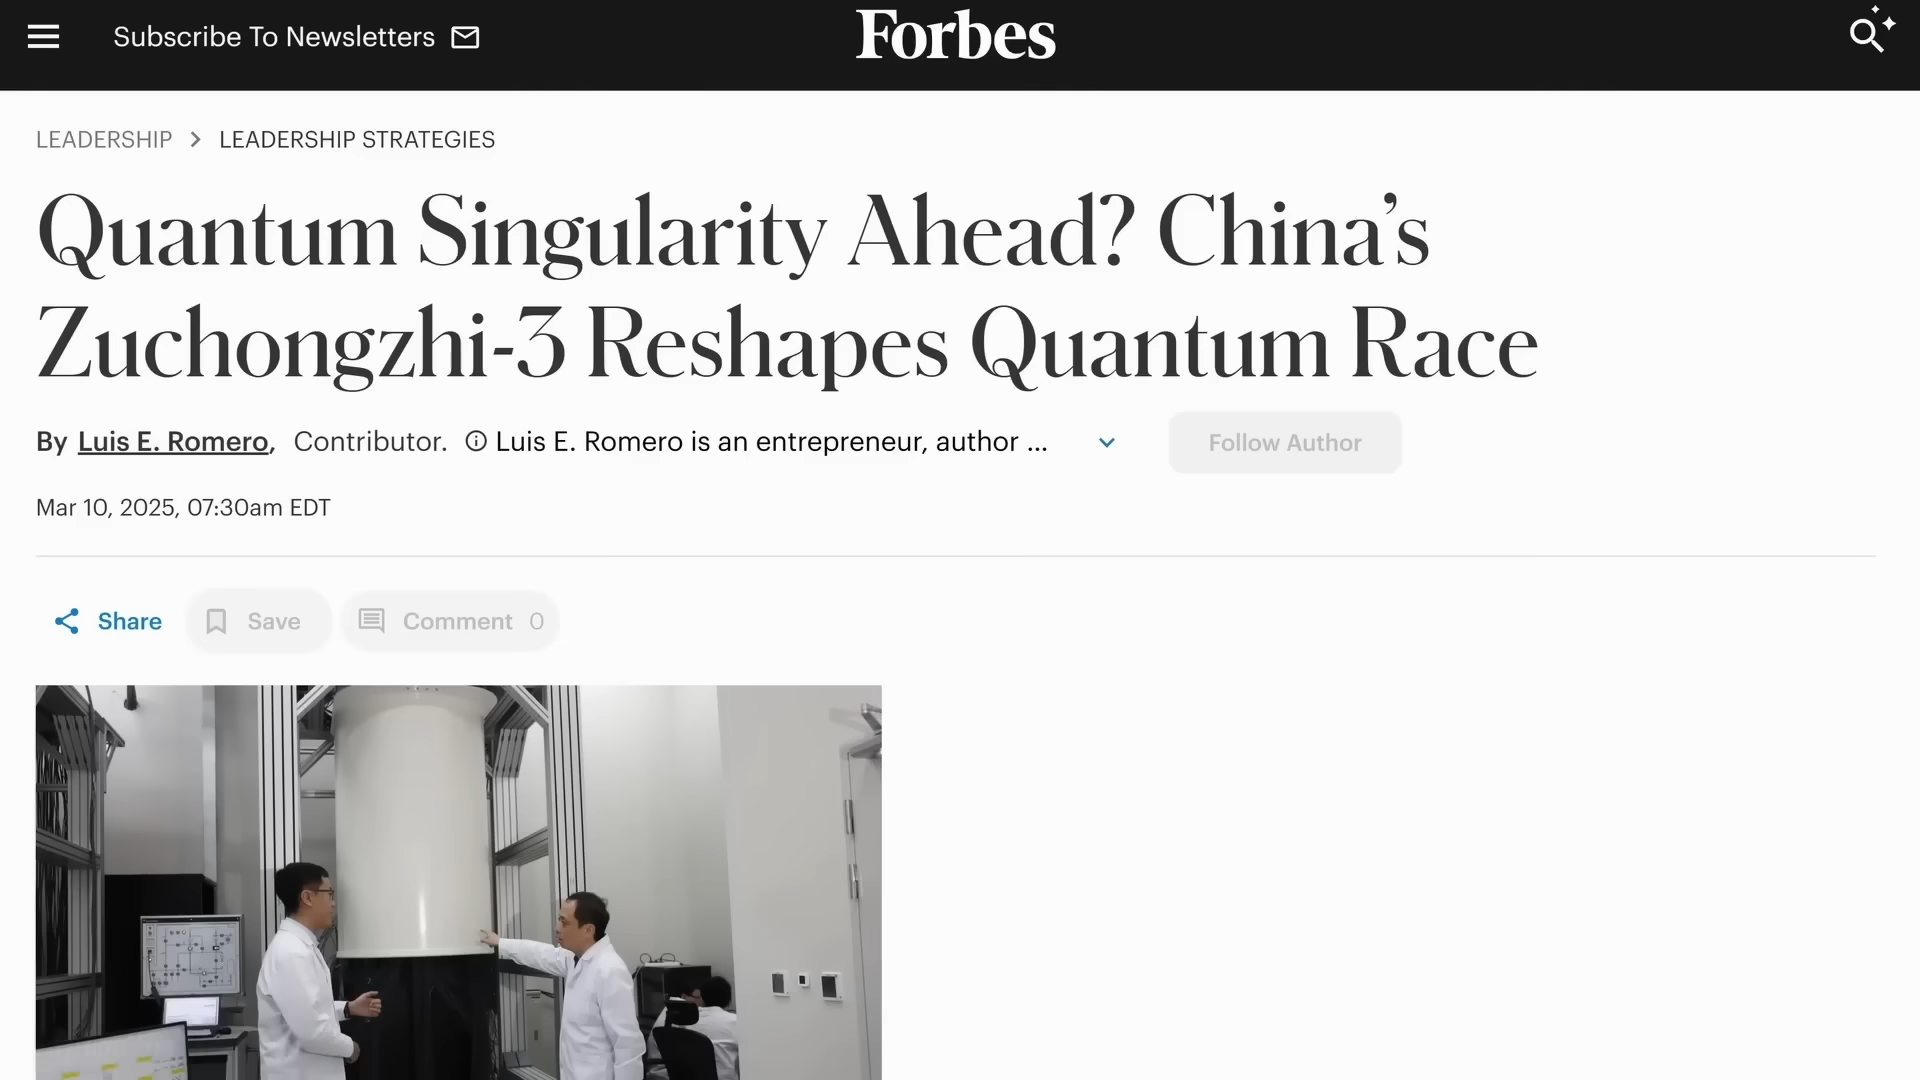 Subscribe To Newsletters
Forbes
LEADERSHIP > LEADERSHIP STRATEGIES
Quantum Singularity Ahead? China’s
Zuchongzhi-3 Reshapes Quantum Race
By Luis E. Romero, Contributor. Luis E. Romero is an entrepreneur, author ...
Follow Author
Mar 10, 2025, 07:30am EDT
Share Save Comment 0